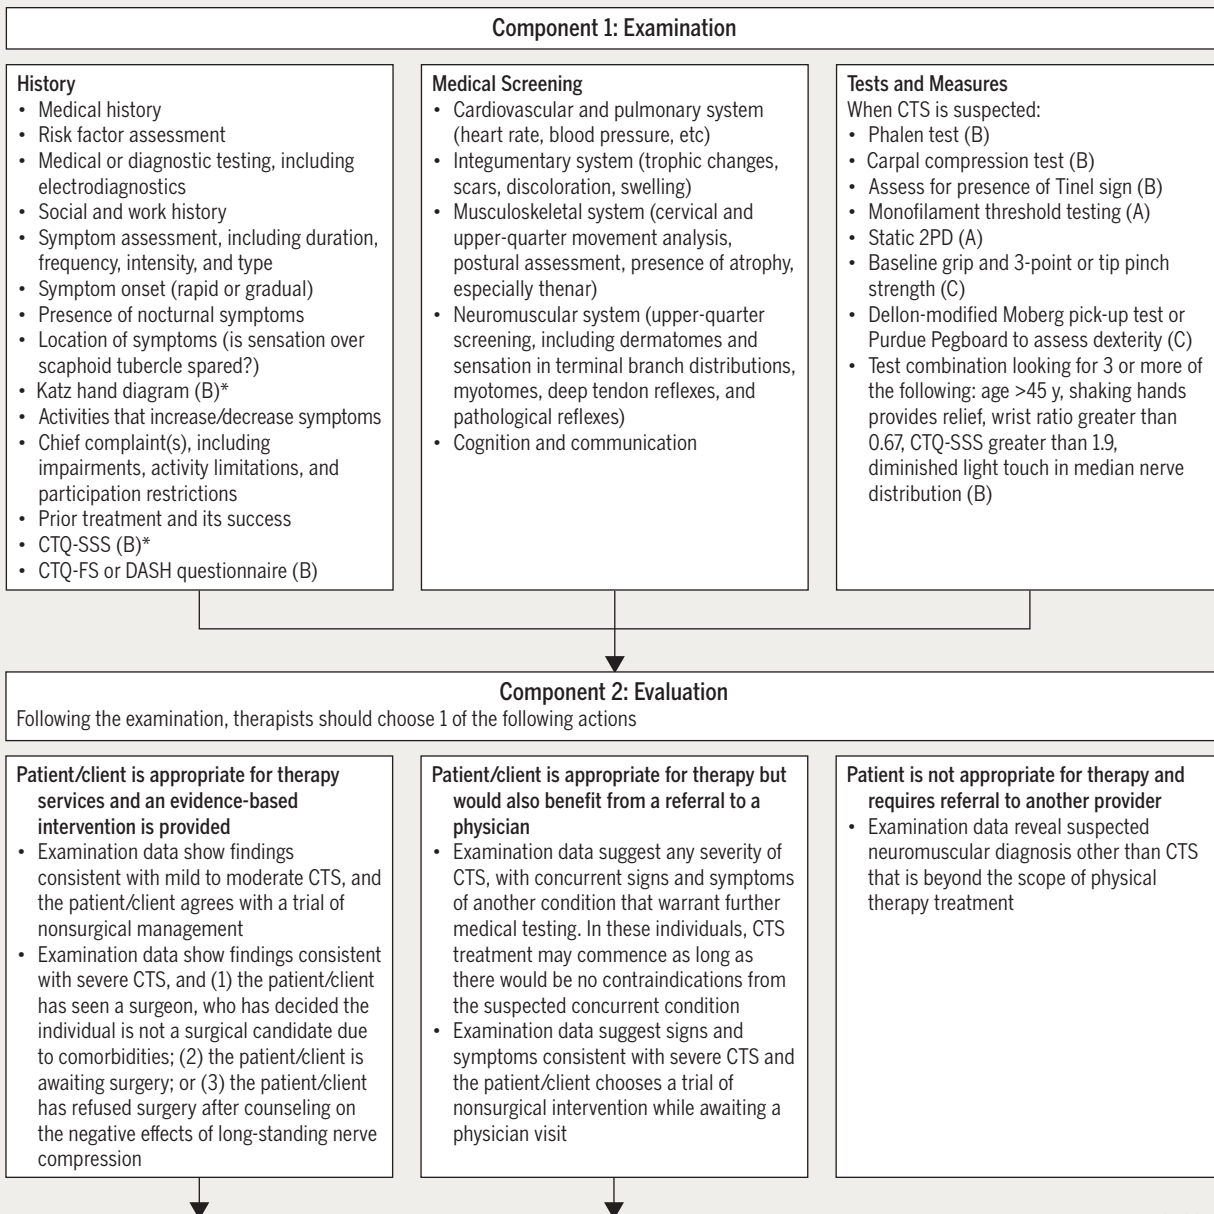 Component 1: Examination
History
• Medical history
• Risk factor assessment
• Medical or diagnostic testing, including
electrodiagnostics
• Social and work history
• Symptom assessment, including duration,
frequency, intensity, and type
• Symptom onset (rapid or gradual)
• Presence of nocturnal symptoms
• Location of symptoms (is sensation over
scaphoid tubercle spared?)
• Katz hand diagram (B)*
• Activities that increase/decrease symptoms
• Chief complaint(s), including
impairments, activity limitations, and
participation restrictions
• Prior treatment and its success
• CTQ-SSS (B)*
• CTQ-FS or DASH questionnaire (B)
Medical Screening
• Cardiovascular and pulmonary system
(heart rate, blood pressure, etc)
• Integumentary system (trophic changes,
scars, discoloration, swelling)
• Musculoskeletal system (cervical and
upper-quarter movement analysis,
postural assessment, presence of atrophy,
especially thenar)
• Neuromuscular system (upper-quarter
screening, including dermatomes and
sensation in terminal branch distributions,
myotomes, deep tendon reflexes, and
pathological reflexes)
• Cognition and communication
Tests and Measures
When CTS is suspected:
• Phalen test (B)
• Carpal compression test (B)
• Assess for presence of Tinel sign (B)
• Monofilament threshold testing (A)
• Static 2PD (A)
• Baseline grip and 3-point or tip pinch
strength (C)
• Dellon-modified Moberg pick-up test or
Purdue Pegboard to assess dexterity (C)
• Test combination looking for 3 or more of
the following: age >45 y, shaking hands
provides relief, wrist ratio greater than
0.67, CTQ-SSS greater than 1.9,
diminished light touch in median nerve
distribution (B)
Component 2: Evaluation
Following the examination, therapists should choose 1 of the following actions
Patient/client is appropriate for therapy
services and an evidence-based
intervention is provided
• Examination data show findings
consistent with mild to moderate CTS, and
the patient/client agrees with a trial of
nonsurgical management
• Examination data show findings consistent
with severe CTS, and (1) the patient/client
has seen a surgeon, who has decided the
individual is not a surgical candidate due
to comorbidities; (2) the patient/client is
awaiting surgery; or (3) the patient/client
has refused surgery after counseling on
the negative effects of long-standing nerve
compression
Patient/client is appropriate for therapy but
would also benefit from a referral to a
physician
• Examination data suggest any severity of
CTS, with concurrent signs and symptoms
of another condition that warrant further
medical testing. In these individuals, CTS
treatment may commence as long as
there would be no contraindications from
the suspected concurrent condition
• Examination data suggest signs and
symptoms consistent with severe CTS and
the patient/client chooses a trial of
nonsurgical intervention while awaiting a
physician visit
Patient is not appropriate for therapy and
requires referral to another provider
• Examination data reveal suspected
neuromuscular diagnosis other than CTS
that is beyond the scope of physical
therapy treatment